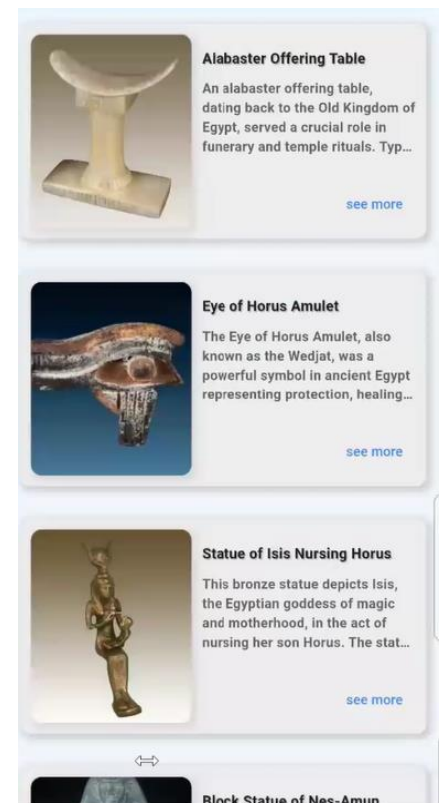 Alabaster Offering Table
An alabaster offering table,
dating back to the Old Kingdom of
Egypt, served a crucial role in
funerary and temple rituals. Typ...
see more
Eye of Horus Amulet
The Eye of Horus Amulet, also
known as the Wedjat, was a
powerful symbol in ancient Egypt
representing protection, healing...
see more
Statue of Isis Nursing Horus
This bronze statue depicts Isis,
the Egyptian goddess of magic
and motherhood, in the act of
nursing her son Horus. The stat...
see more
Block Statue of Nes-Amun